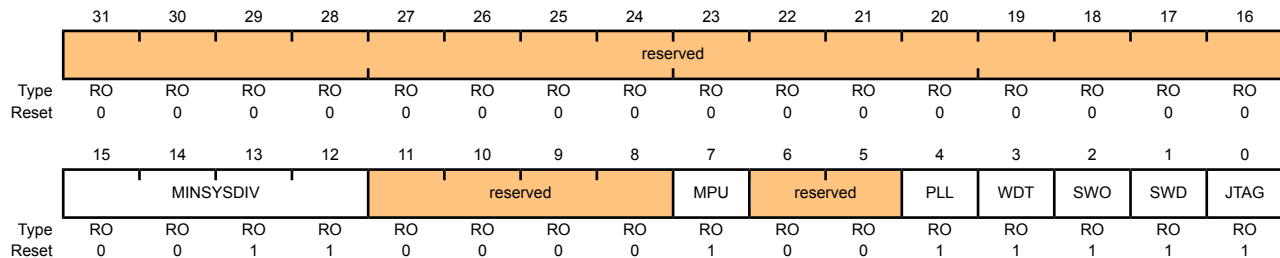 31 30 29 28 27 26 25 24 23 22 21 20 19 18 17 16
reserved
Type RO RO RO RO RO RO RO RO RO RO RO RO RO RO RO RO
Reset 0 0 0 0 0 0 0 0 0 0 0 0 0 0 0 0
15 14 13 12 11 10 9 8 7 6 5 4 3 2 1 0
MINSYSDIV reserved MPU reserved PLL WDT SWO SWD JTAG
Type RO RO RO RO RO RO RO RO RO RO RO RO RO RO RO RO
Reset 0 0 1 1 0 0 0 0 1 0 0 1 1 1 1 1